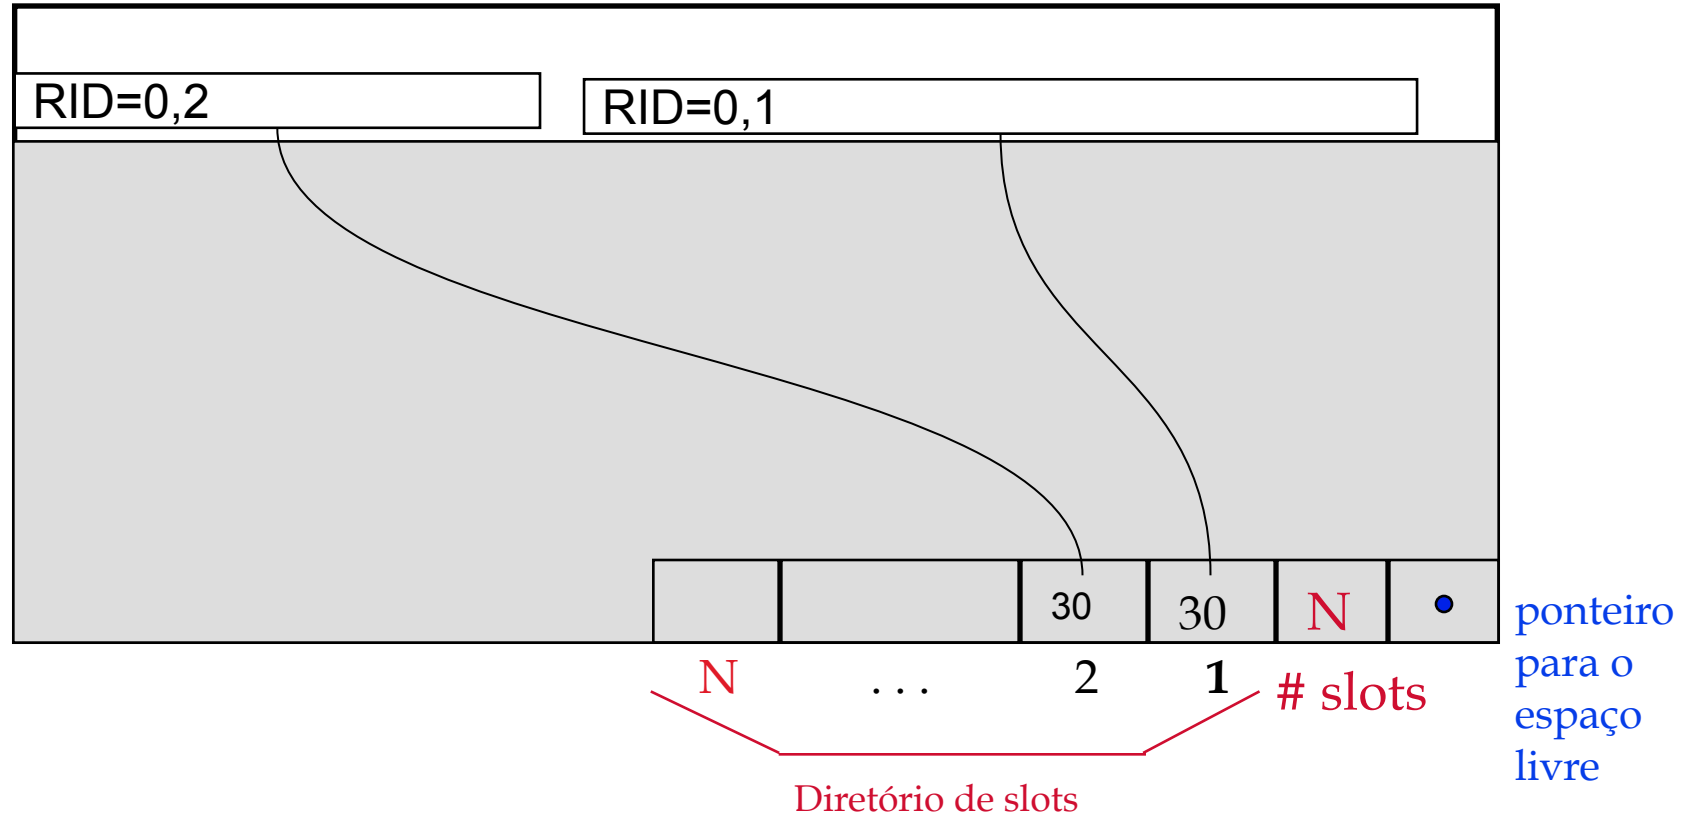 RID=0,2
RID=0,1
30
30
N
N
. . .
2
1
# slots
ponteiro
para o
espaço
livre
Diretório de slots